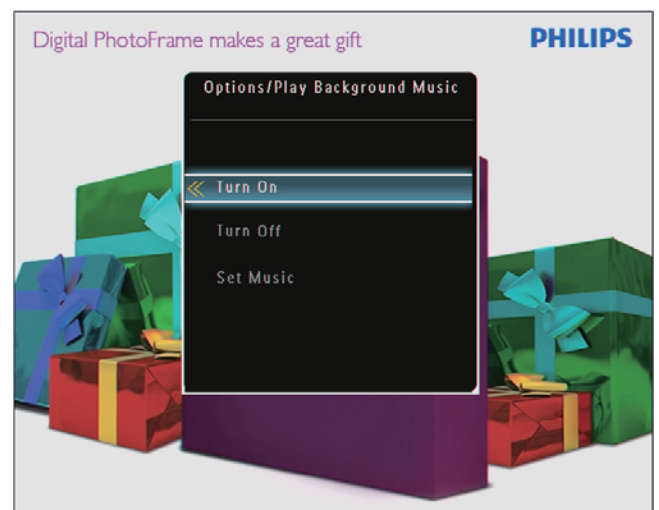 Digital PhotoFrame makes a great gift
PHILIPS
Options/Play Background Music
Turn On
Turn Off
Set Music